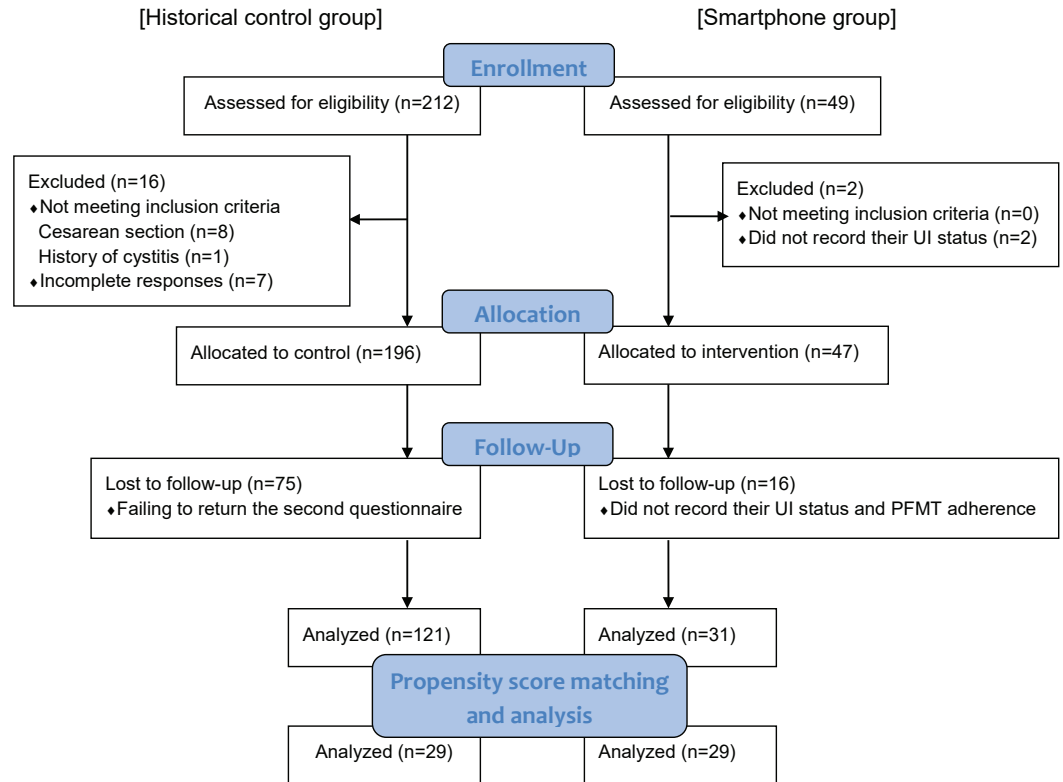 [Historical control group]
[Smartphone group]
Enrollment
Assessed for eligibility (n=212)
Assessed for eligibility (n=49)
Excluded (n=16)
♦Not meeting inclusion criteria
Cesarean section (n=8)
History of cystitis (n=1)
♦Incomplete responses (n=7)
Excluded (n=2)
♦Not meeting inclusion criteria (n=0)
♦Did not record their UI status (n=2)
Allocation
Allocated to control (n=196)
Allocated to intervention (n=47)
Follow-Up
Lost to follow-up (n=75)
♦Failing to return the second questionnaire
Lost to follow-up (n=16)
♦Did not record their UI status and PFMT adherence
Analyzed (n=121)
Analyzed (n=31)
Propensity score matching
and analysis
Analyzed (n=29)
Analyzed (n=29)